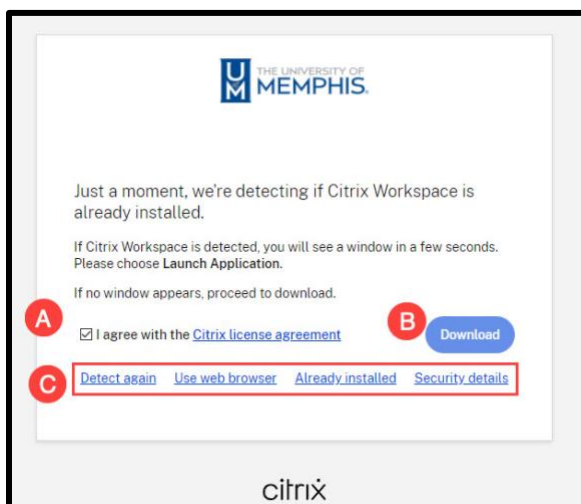 UM THE UNIVERSITY OF
MEMPHIS.
Just a moment, we're detecting if Citrix Workspace is
already installed.
If Citrix Workspace is detected, you will see a window in a few seconds.
Please choose Launch Application.
If no window appears, proceed to download.
A
I agree with the Citrix license agreement
B
Download
C
Detect again Use web browser Already installed Security details
citrix